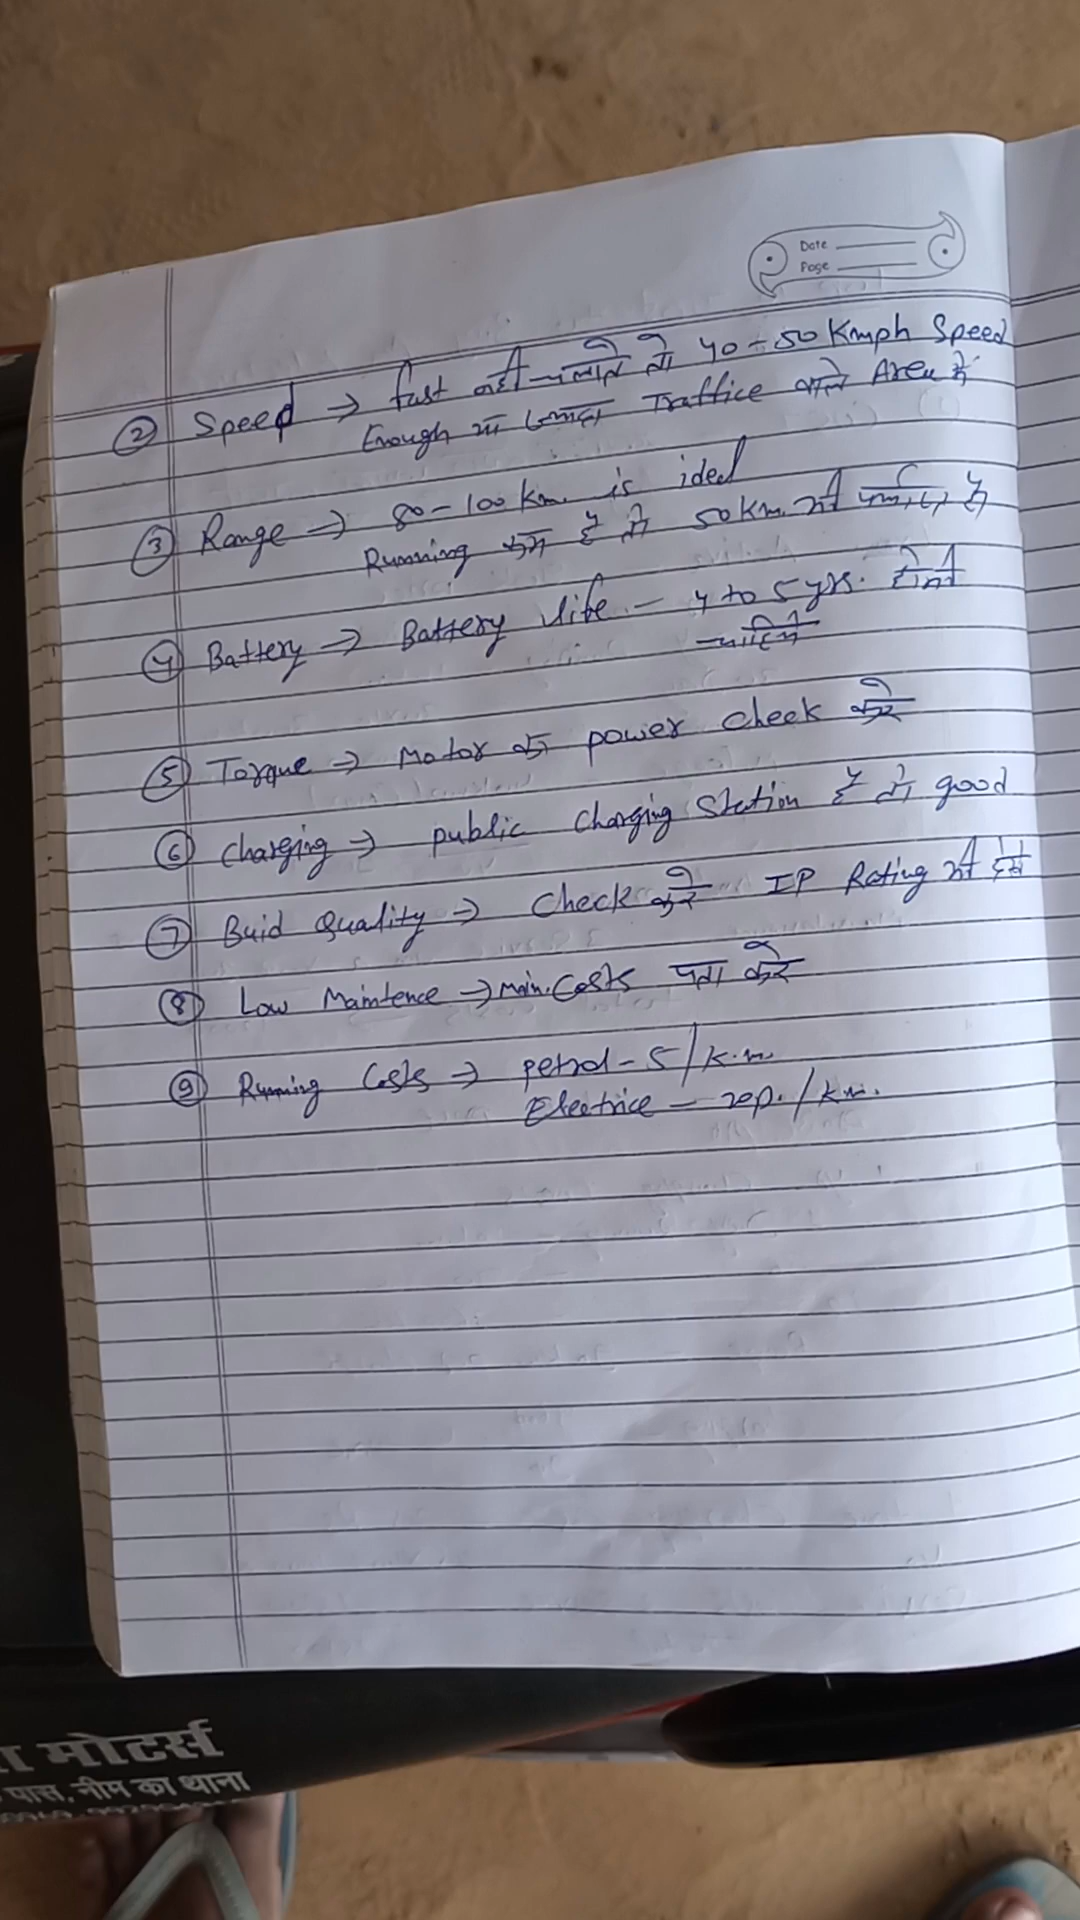 Date
Page
② Speed → fast नही चलाने तो 40-50 Kmph Speed
Enough या ज्यादा Traffice वाले Area में
③ Range → 80-100 Km. is ideal
Running कम है तो 50 Km. भी पर्याप्त है
④ Battery → Battery life - 4 to 5 yrs. होनी
चाहिये
⑤ Torque → Motor का power check करे
⑥ Charging → public Charging Station है तो good
⑦ Buid Quality → Check करे IP Rating भी देखे
⑧ Low Maintence → Main. Costs पता करे
⑨ Running Costs → petrol - 5/k.m.
Electrice - 20p./km.
मोटर्स
पास, नीम का थाना